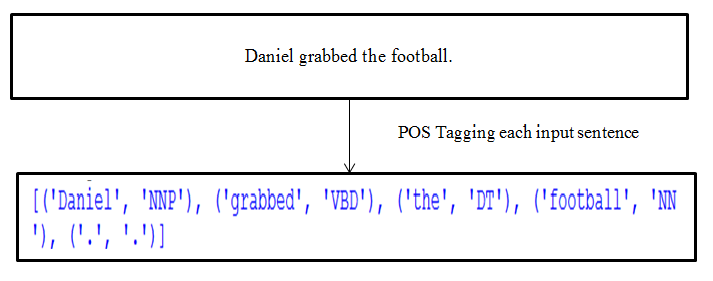 Daniel grabbed the football.
POS Tagging each input sentence
[('Daniel', 'NNP'), ('grabbed', 'VBD'), ('the', 'DT'), ('football', 'NN
'), ('.', '.')]